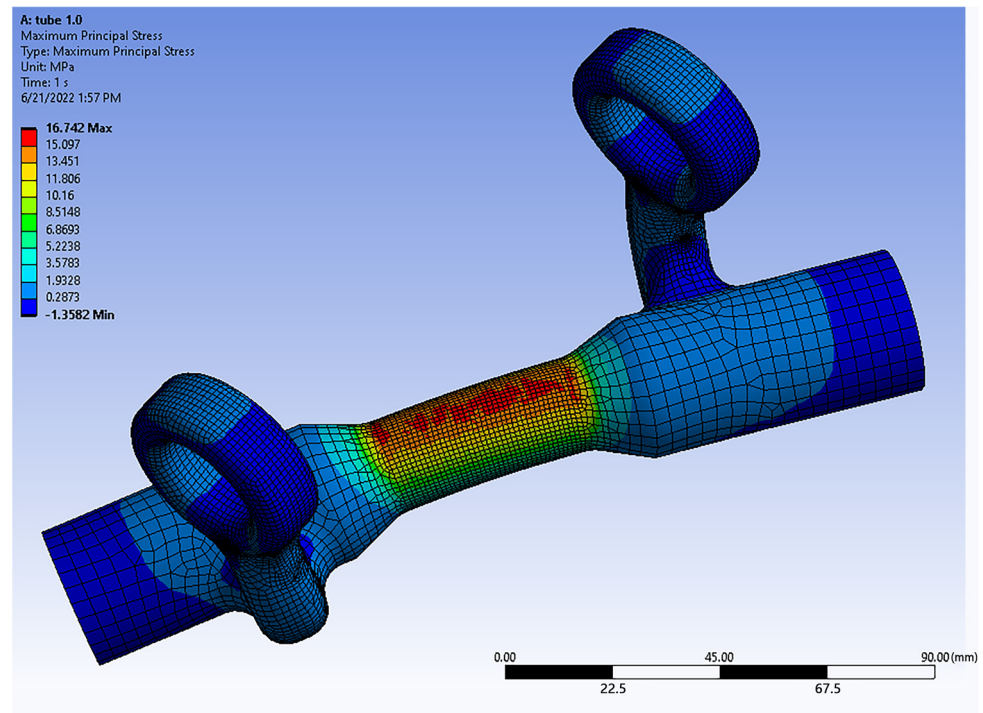 A: tube 1.0
Maximum Principal Stress
Type: Maximum Principal Stress
Unit: MPa
Time: 1 s
6/21/2022 1:57 PM
16.742 Max
15.097
13.451
11.806
10.16
8.5148
6.8693
5.2238
3.5783
1.9328
0.2873
-1.3582 Min
0.00 45.00 90.00 (mm)
22.5 67.5